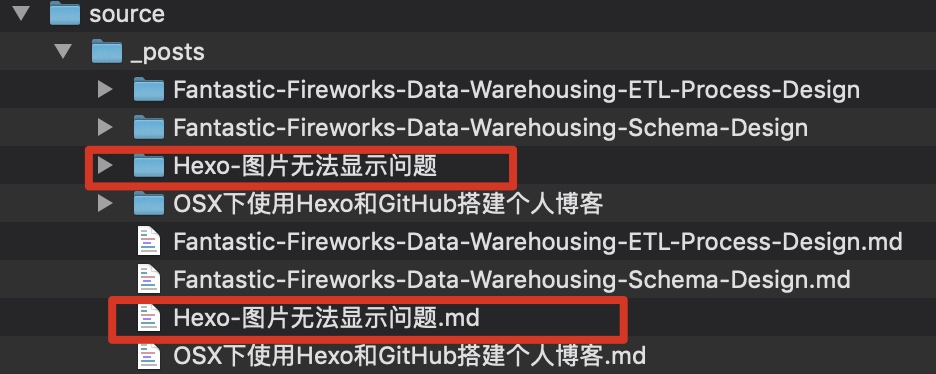 source
_posts
Fantastic-Fireworks-Data-Warehousing-ETL-Process-Design
Fantastic-Fireworks-Data-Warehousing-Schema-Design
Hexo-图片无法显示问题
OSX下使用Hexo和GitHub搭建个人博客
Fantastic-Fireworks-Data-Warehousing-ETL-Process-Design.md
Fantastic-Fireworks-Data-Warehousing-Schema-Design.md
Hexo-图片无法显示问题.md
OSX下使用Hexo和GitHub搭建个人博客.md